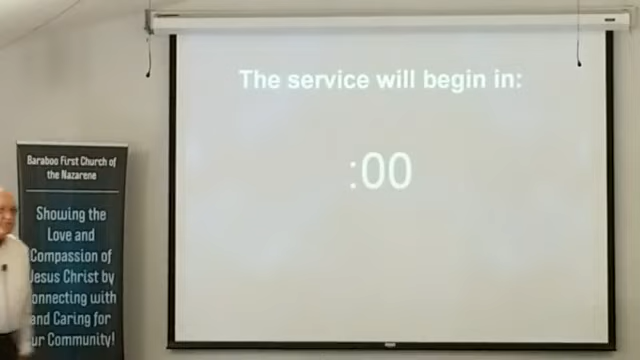 The service will begin in:
:00
Baraboo First Church of
the Nazarene
Showing the
Love and
Compassion of
Jesus Christ by
onnecting with
and Caring for
ur Community!